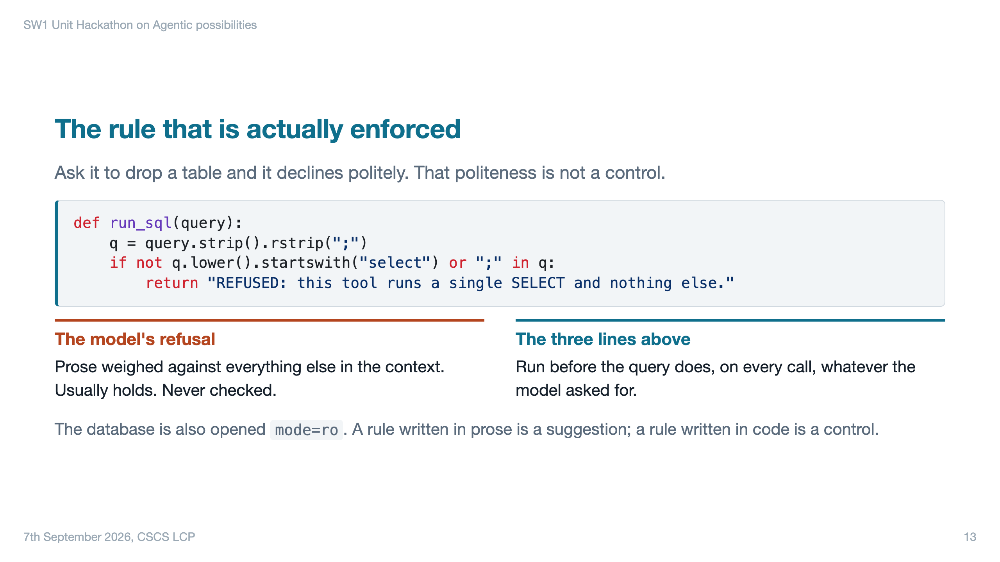 SW1 Unit Hackathon on Agentic possibilities
The rule that is actually enforced
Ask it to drop a table and it declines politely. That politeness is not a control.
def run_sql(query):
    q = query.strip().rstrip(";")
    if not q.lower().startswith("select") or ";" in q:
        return "REFUSED: this tool runs a single SELECT and nothing else."
The model's refusal
Prose weighed against everything else in the context.
Usually holds. Never checked.
The three lines above
Run before the query does, on every call, whatever the
model asked for.
The database is also opened mode=ro. A rule written in prose is a suggestion; a rule written in code is a control.
7th September 2026, CSCS LCP
13